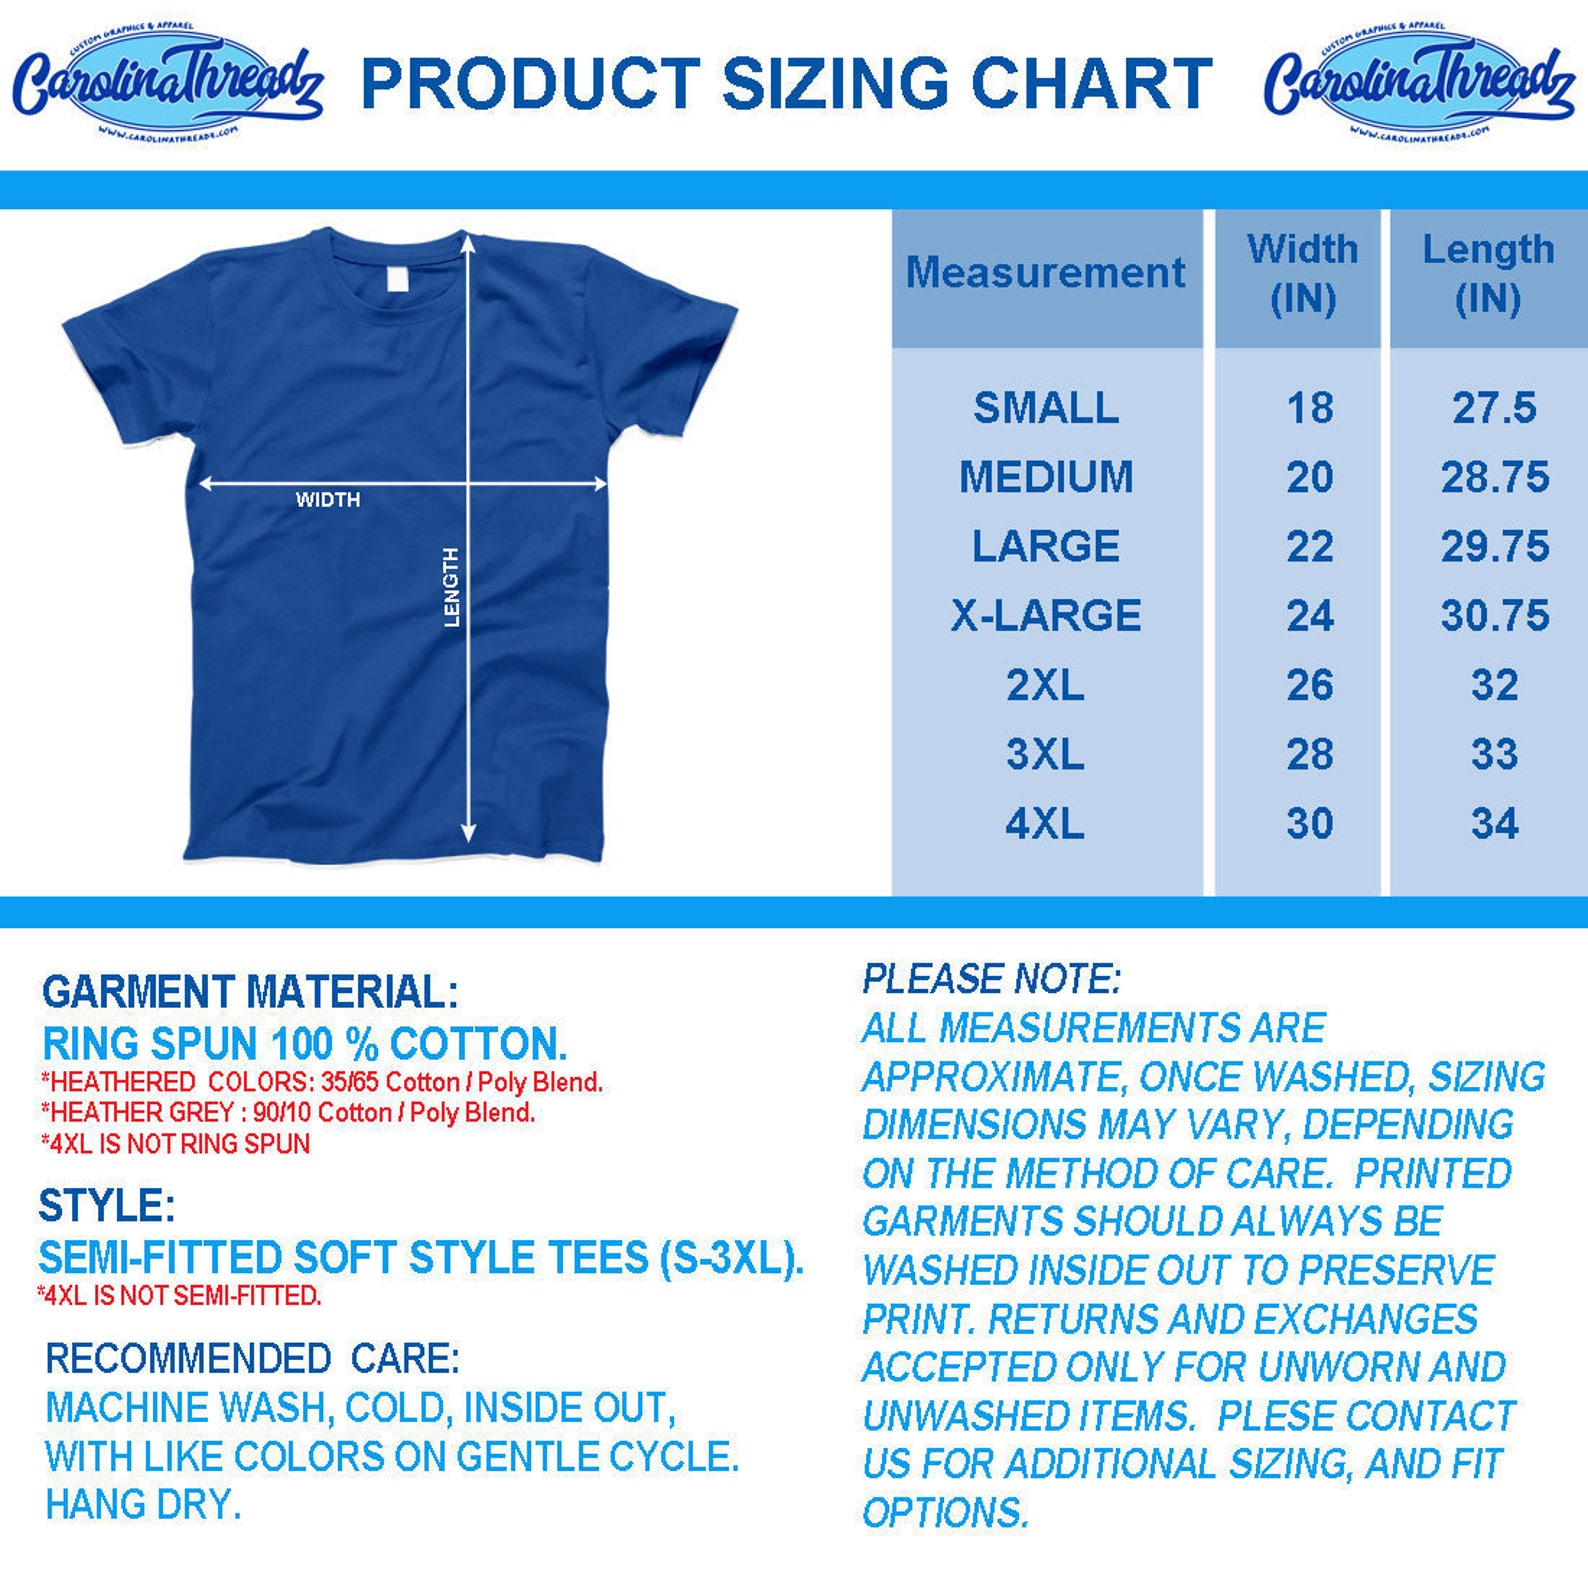 CUSTOM GRAPHICS & APPAREL
CarolinaThreadz
WWW.CAROLINATHREADZ.COM
PRODUCT SIZING CHART
CUSTOM GRAPHICS & APPAREL
CarolinaThreadz
WWW.CAROLINATHREADZ.COM
WIDTH
LENGTH
Measurement Width (IN) Length (IN)
SMALL 18 27.5
MEDIUM 20 28.75
LARGE 22 29.75
X-LARGE 24 30.75
2XL 26 32
3XL 28 33
4XL 30 34
GARMENT MATERIAL:
RING SPUN 100 % COTTON.
*HEATHERED COLORS: 35/65 Cotton / Poly Blend.
*HEATHER GREY : 90/10 Cotton / Poly Blend.
*4XL IS NOT RING SPUN
STYLE:
SEMI-FITTED SOFT STYLE TEES (S-3XL).
*4XL IS NOT SEMI-FITTED.
RECOMMENDED CARE:
MACHINE WASH, COLD, INSIDE OUT,
WITH LIKE COLORS ON GENTLE CYCLE.
HANG DRY.
PLEASE NOTE:
ALL MEASUREMENTS ARE
APPROXIMATE, ONCE WASHED, SIZING
DIMENSIONS MAY VARY, DEPENDING
ON THE METHOD OF CARE. PRINTED
GARMENTS SHOULD ALWAYS BE
WASHED INSIDE OUT TO PRESERVE
PRINT. RETURNS AND EXCHANGES
ACCEPTED ONLY FOR UNWORN AND
UNWASHED ITEMS. PLESE CONTACT
US FOR ADDITIONAL SIZING, AND FIT
OPTIONS.